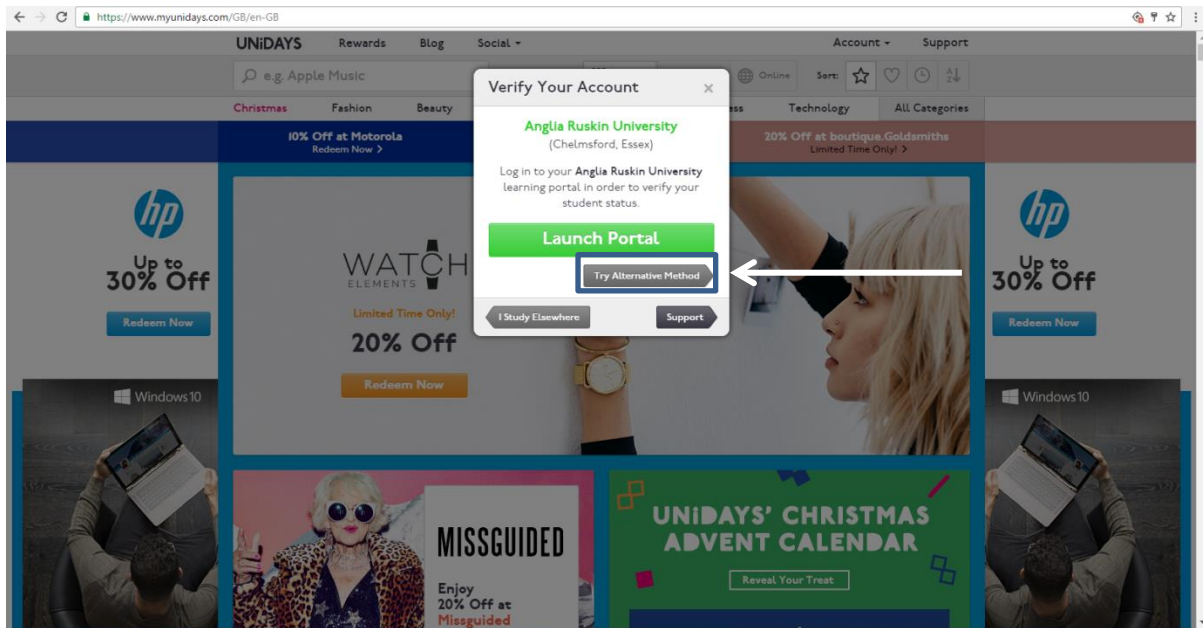 https://www.myunidays.com/GB/en-GB
UNiDAYS Rewards Blog Social Account Support
e.g. Apple Music Online Sort:
Christmas Fashion Beauty Technology All Categories
10% Off at Motorola
Redeem Now >
20% Off at boutique.Goldsmiths
Limited Time Only! >
Verify Your Account ×
Anglia Ruskin University
(Chelmsford, Essex)
Log in to your Anglia Ruskin University
learning portal in order to verify your
student status.
Launch Portal
Try Alternative Method
I Study Elsewhere Support
hp
Up to
30% Off
Redeem Now
WATCH
ELEMENTS
Limited Time Only!
20% Off
Redeem Now
hp
Up to
30% Off
Redeem Now
Windows 10
MISSGUIDED
Enjoy
20% Off at
Missguided
UNiDAYS' CHRISTMAS
ADVENT CALENDAR
Reveal Your Treat
Windows 10